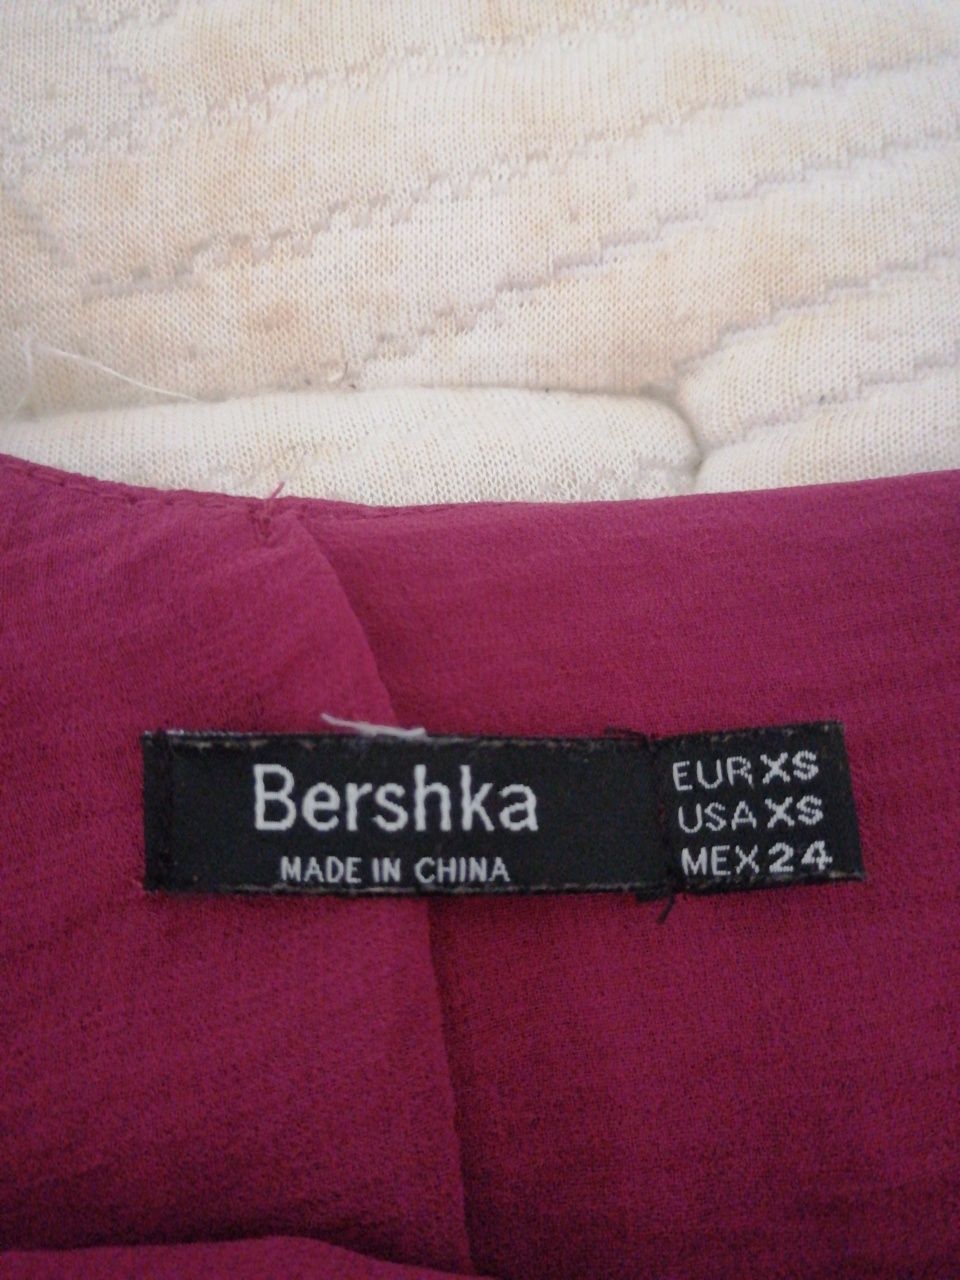 Bershka
MADE IN CHINA
EUR XS
USA XS
MEX 24